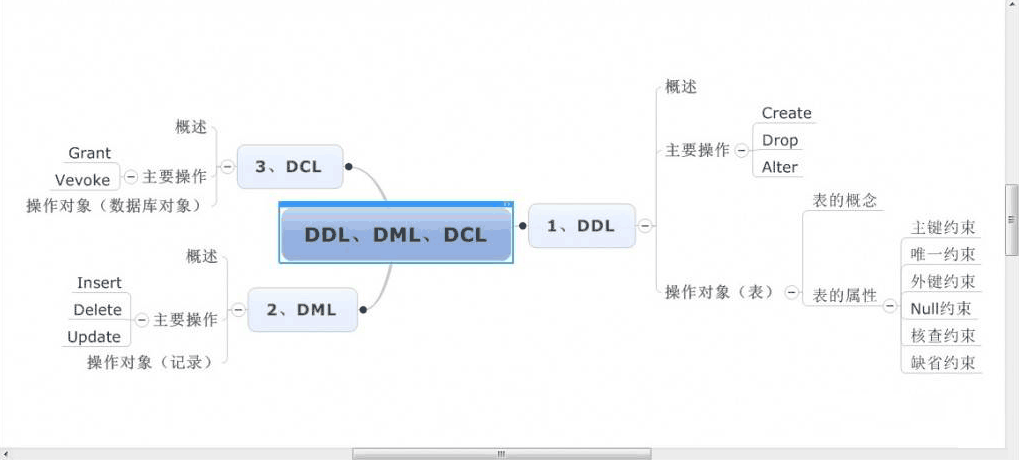 DDL、DML、DCL
1、DDL
概述
主要操作
Create
Drop
Alter
操作对象（表）
表的概念
表的属性
主键约束
唯一约束
外键约束
Null约束
核查约束
缺省约束
2、DML
概述
主要操作
Insert
Delete
Update
操作对象（记录）
3、DCL
概述
主要操作
Grant
Vevoke
操作对象（数据库对象）